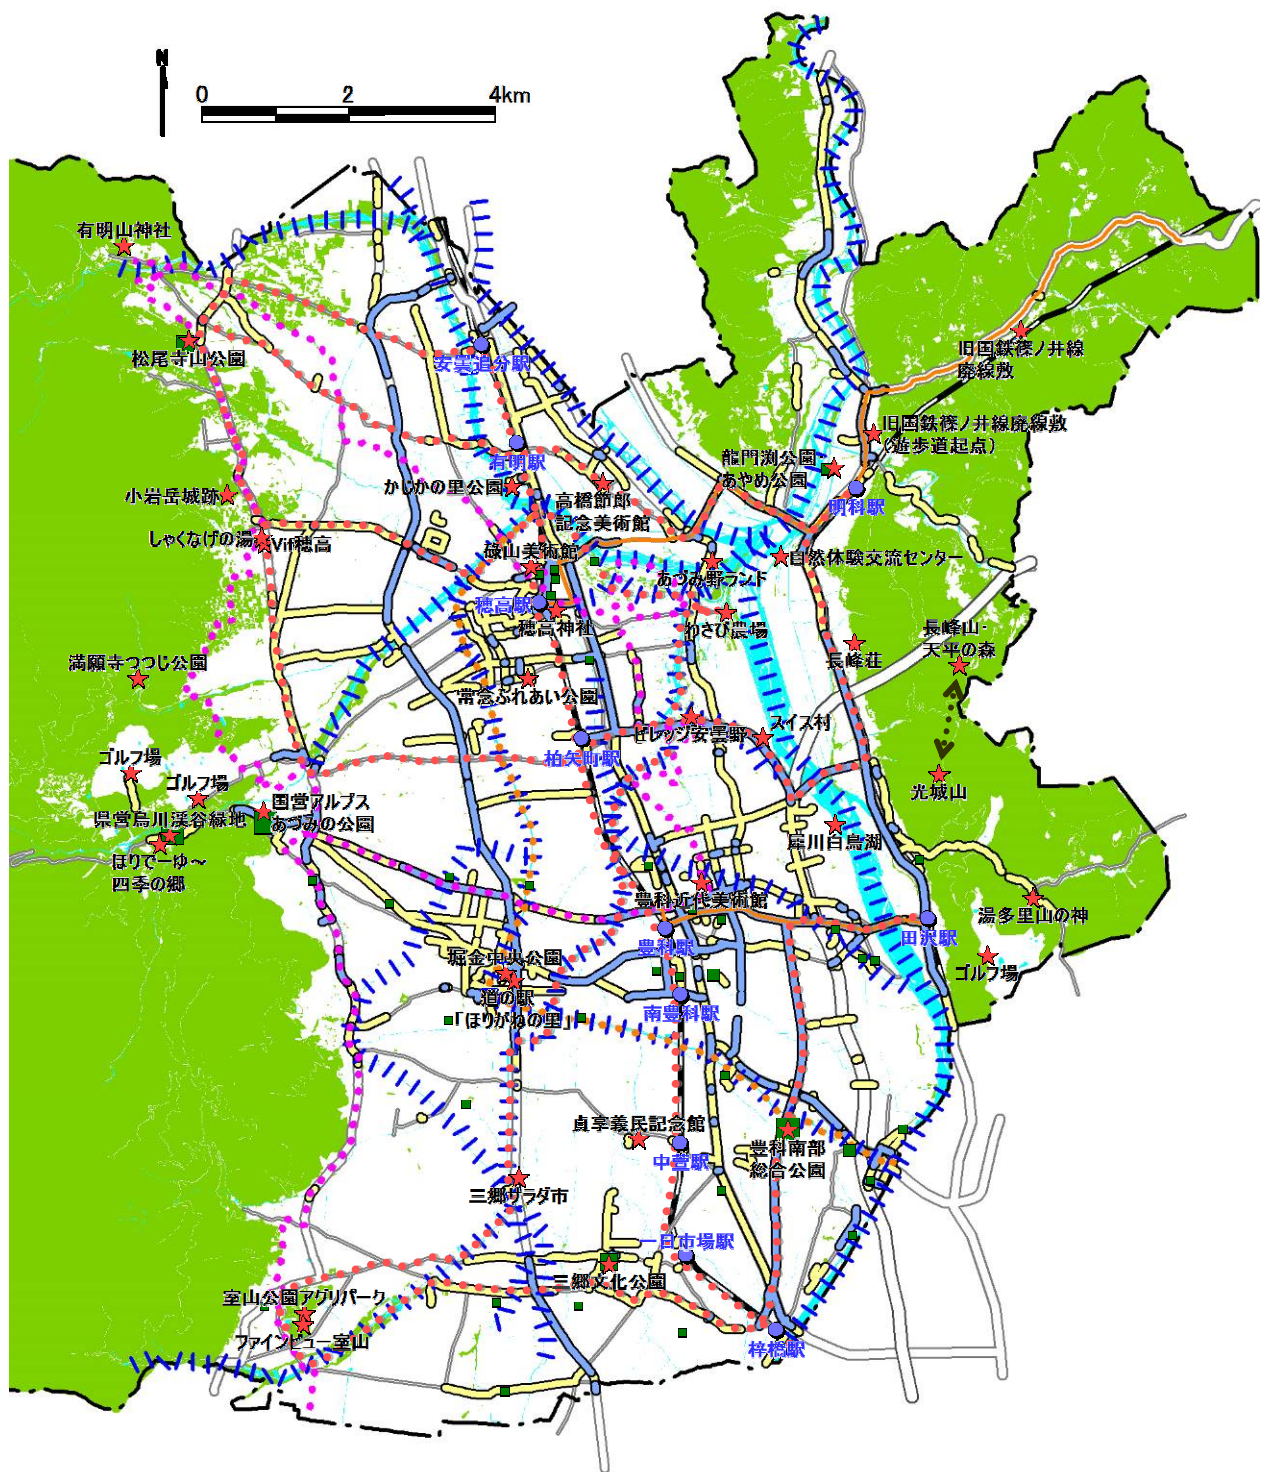 N
0 2 4km
有明山神社
松尾寺山公園
安曇追分駅
旧国鉄篠ノ井線
廃線敷
旧国鉄篠ノ井線廃線敷
(遊歩道起点)
龍門渕公園・
あやめ公園
有明駅
かじかの里公園
高橋節郎
記念美術館
明科駅
小岩岳城跡
しゃくなげの湯
Vif穂高
碌山美術館
あづみ野ランド
自然体験交流センター
穂高駅
穂高神社
わさび農場
長峰荘
長峰山・
天平の森
満願寺つつじ公園
常念ふれあい公園
ビレッジ安曇野
スイス村
柏矢町駅
ゴルフ場
ゴルフ場
光城山
国営アルプス
あづみの公園
県営烏川渓谷緑地
犀川白鳥湖
ほりでーゆ～
四季の郷
豊科近代美術館
湯多里山の神
豊科駅
田沢駅
堀金中央公園
ゴルフ場
道の駅
「ほりがねの里」
南豊科駅
貞享義民記念館
中萱駅
豊科南部
総合公園
三郷サラダ市
一日市場駅
三郷文化公園
室山公園アグリパーク
ファインビュー室山
梓橋駅